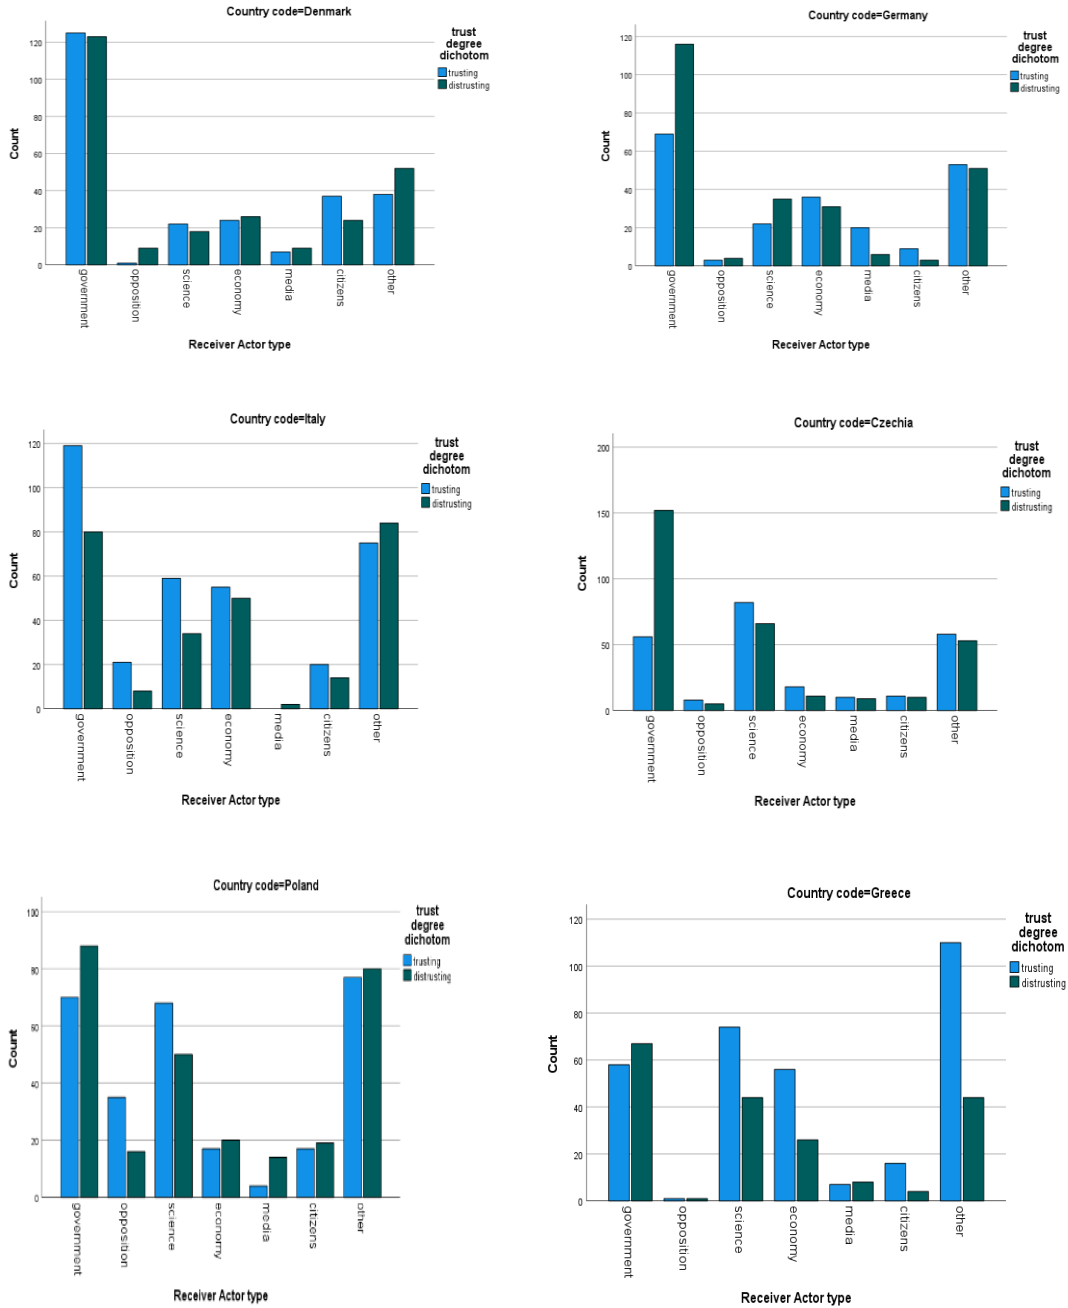 Country code=Denmark
trust
degree
dichotom
trusting
distrusting
Count
120
100
80
60
40
20
0
government
opposition
science
economy
media
citizens
other
Receiver Actor type
Country code=Germany
trust
degree
dichotom
trusting
distrusting
Count
120
100
80
60
40
20
0
government
opposition
science
economy
media
citizens
other
Receiver Actor type
Country code=Italy
trust
degree
dichotom
trusting
distrusting
Count
120
100
80
60
40
20
0
government
opposition
science
economy
media
citizens
other
Receiver Actor type
Country code=Czechia
trust
degree
dichotom
trusting
distrusting
Count
200
150
100
50
0
government
opposition
science
economy
media
citizens
other
Receiver Actor type
Country code=Poland
trust
degree
dichotom
trusting
distrusting
Count
100
80
60
40
20
0
government
opposition
science
economy
media
citizens
other
Receiver Actor type
Country code=Greece
trust
degree
dichotom
trusting
distrusting
Count
120
100
80
60
40
20
0
government
opposition
science
economy
media
citizens
other
Receiver Actor type